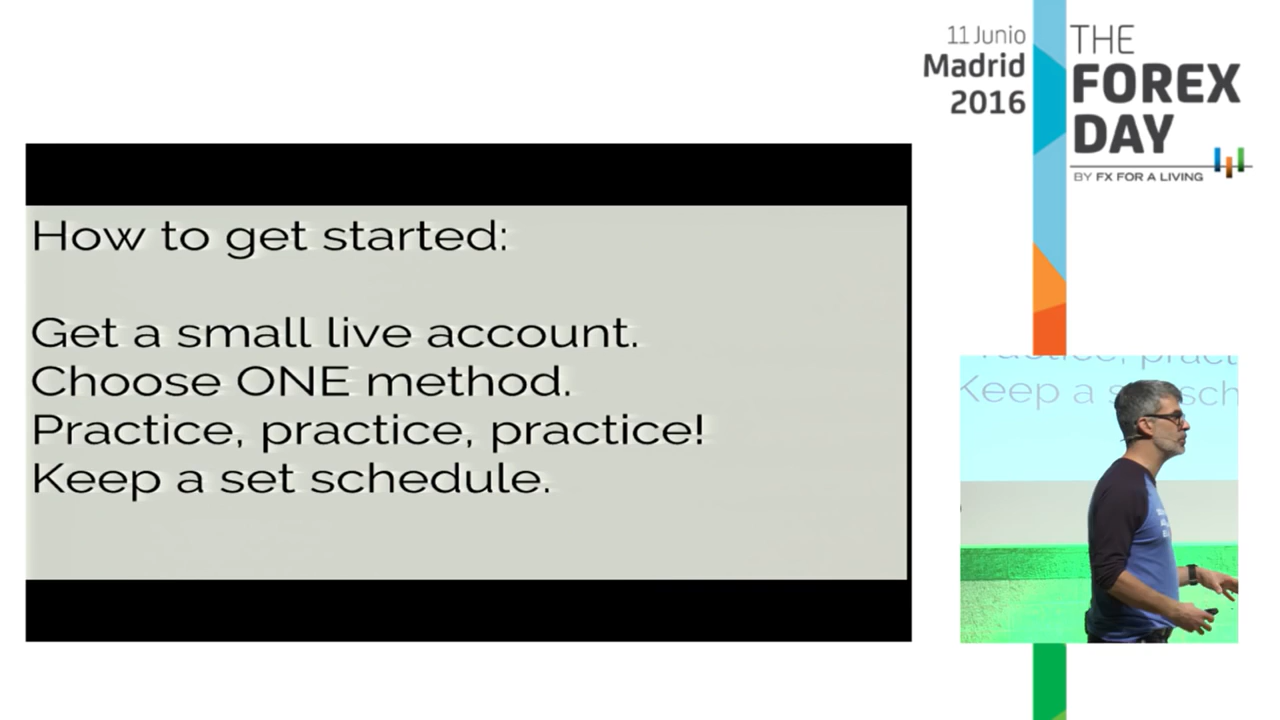 11 Junio
Madrid
2016
THE
FOREX
DAY
BY FX FOR A LIVING
How to get started:
Get a small live account.
Choose ONE method.
Practice, practice, practice!
Keep a set schedule.
Keep a